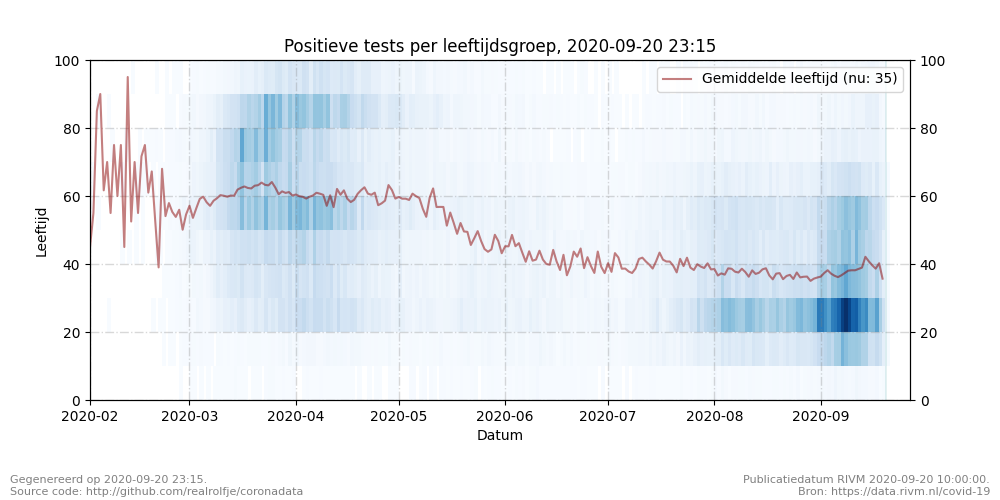 Positieve tests per leeftijdsgroep, 2020-09-20 23:15
Gemiddelde leeftijd (nu: 35)
100
80
60
40
20
0
Leeftijd
100
80
60
40
20
0
2020-02 2020-03 2020-04 2020-05 2020-06 2020-07 2020-08 2020-09
Datum
Gegenereerd op 2020-09-20 23:15.
Source code: http://github.com/realrolfje/coronadata
Publicatiedatum RIVM 2020-09-20 10:00:00.
Bron: https://data.rivm.nl/covid-19